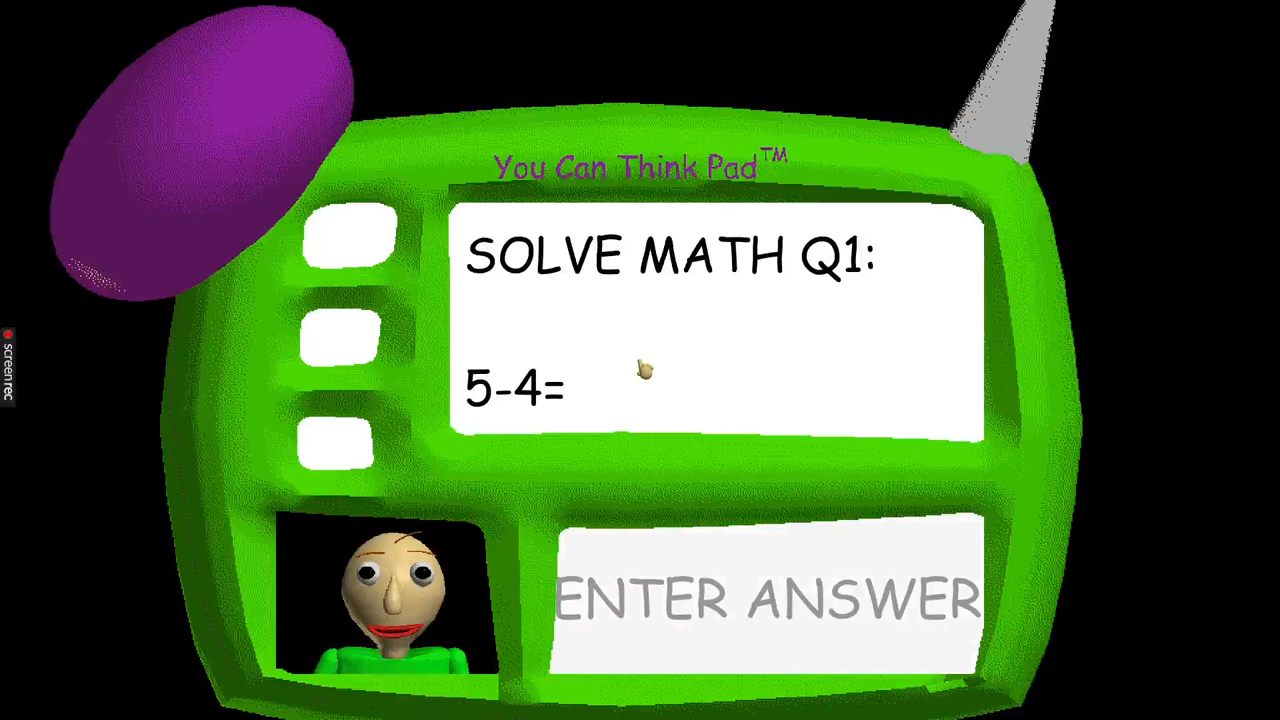 You Can Think Pad™
SOLVE MATH Q1:
5-4=
ENTER ANSWER
screenrec